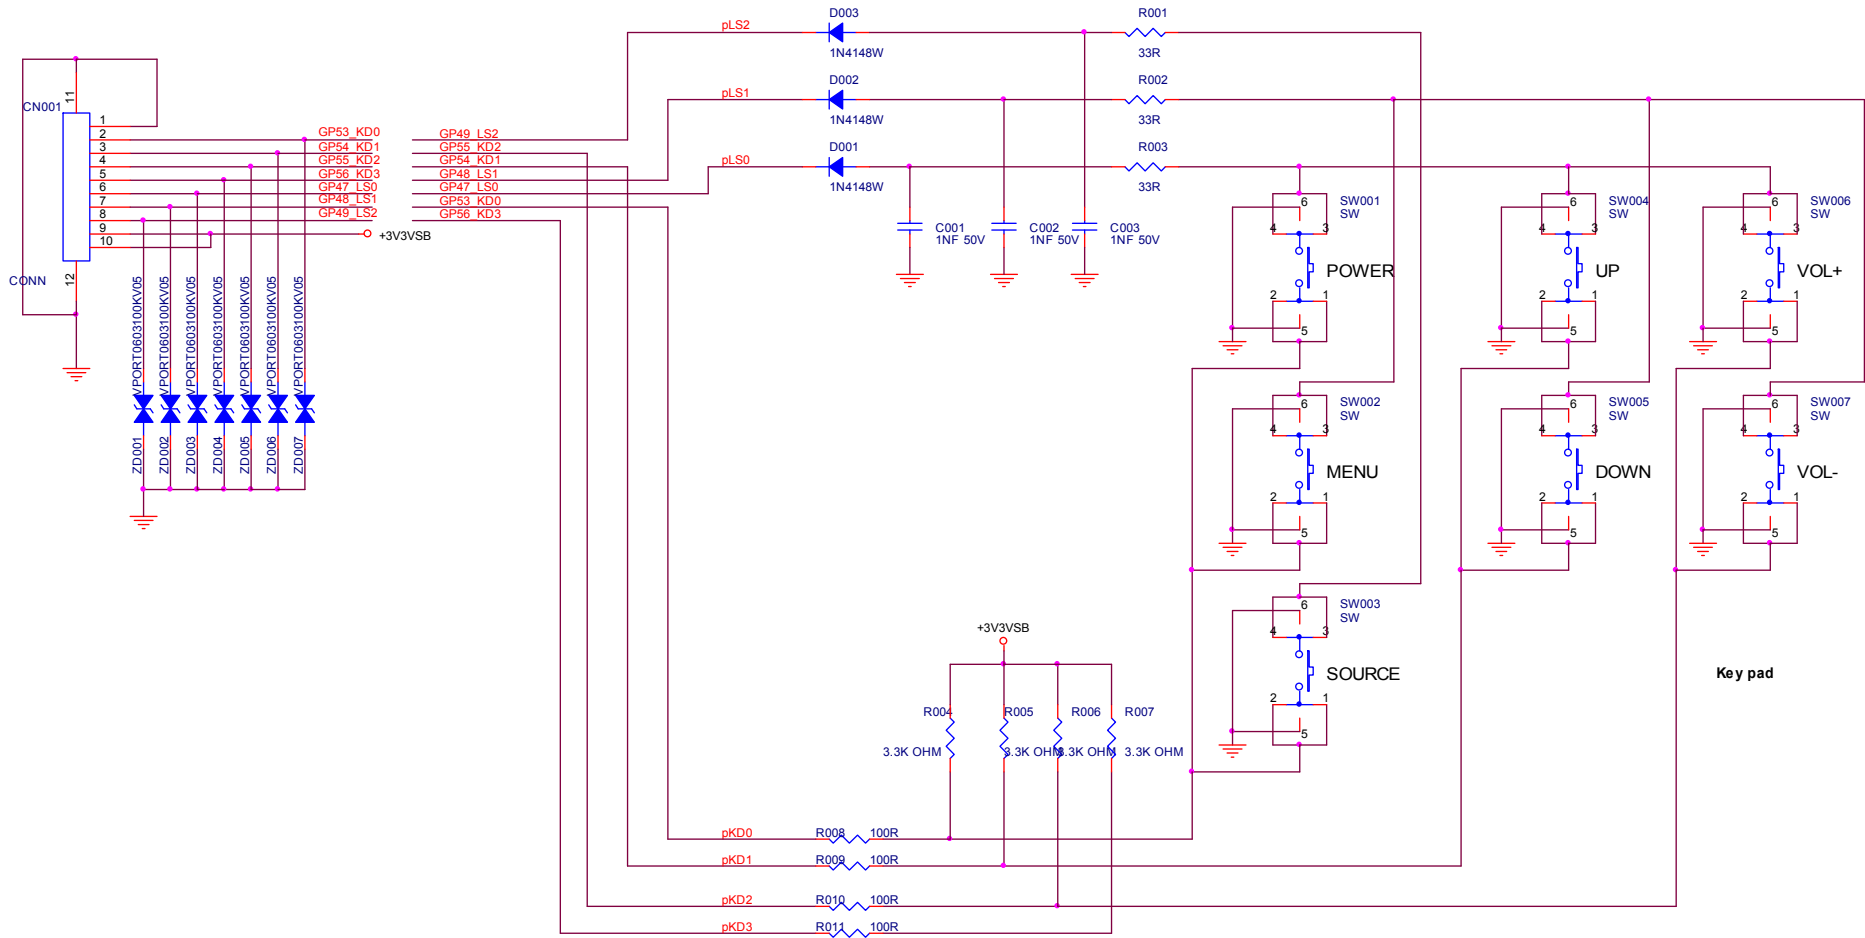 D003
R001
pLS2
1N4148W
33R
D002
R002
pLS1
1N4148W
33R
D001
R003
pLS0
1N4148W
33R
CN001
11
1
2
3
4
5
6
7
8
9
10
12
CONN
GP53_KD0
GP54_KD1
GP55_KD2
GP56_KD3
GP47_LS0
GP48_LS1
GP49_LS2
+3V3VSB
GP49_LS2
GP55_KD2
GP54_KD1
GP48_LS1
GP47_LS0
GP53_KD0
GP56_KD3
VPORT0603100KV05
VPORT0603100KV05
VPORT0603100KV05
VPORT0603100KV05
VPORT0603100KV05
VPORT0603100KV05
VPORT0603100KV05
ZD001
ZD002
ZD003
ZD004
ZD005
ZD006
ZD007
C001
1NF 50V
C002
1NF 50V
C003
1NF 50V
6
SW001
SW
4
3
POWER
2
1
5
6
SW004
SW
4
3
UP
2
1
5
6
SW006
SW
4
3
VOL+
2
1
5
6
SW002
SW
4
3
MENU
2
1
5
6
SW005
SW
4
3
DOWN
2
1
5
6
SW007
SW
4
3
VOL-
2
1
5
6
SW003
SW
4
3
SOURCE
2
1
5
Key pad
+3V3VSB
R004
R005
R006
R007
3.3K OHM
3.3K OHM
3.3K OHM
3.3K OHM
pKD0
R008
100R
pKD1
R009
100R
pKD2
R010
100R
pKD3
R011
100R